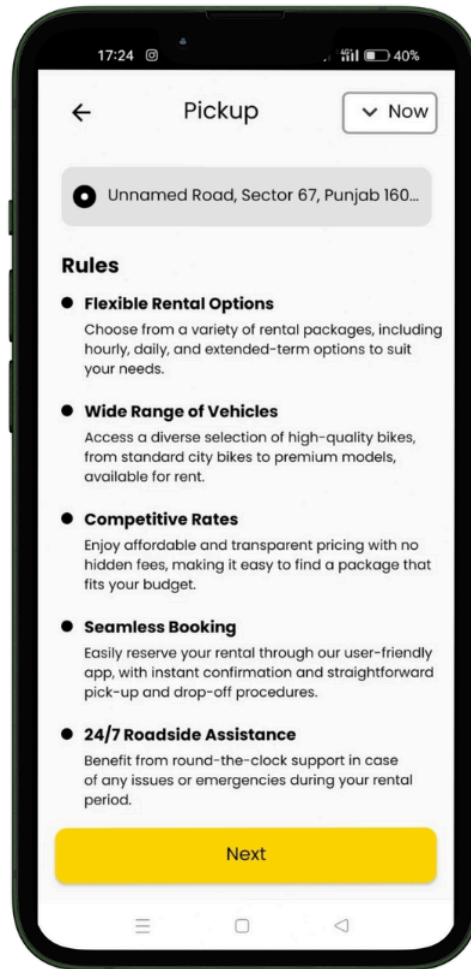 17:24
40%
Pickup
Now
Unnamed Road, Sector 67, Punjab 160...
Rules
Flexible Rental Options
Choose from a variety of rental packages, including
hourly, daily, and extended-term options to suit
your needs.
Wide Range of Vehicles
Access a diverse selection of high-quality bikes,
from standard city bikes to premium models,
available for rent.
Competitive Rates
Enjoy affordable and transparent pricing with no
hidden fees, making it easy to find a package that
fits your budget.
Seamless Booking
Easily reserve your rental through our user-friendly
app, with instant confirmation and straightforward
pick-up and drop-off procedures.
24/7 Roadside Assistance
Benefit from round-the-clock support in case
of any issues or emergencies during your rental
period.
Next